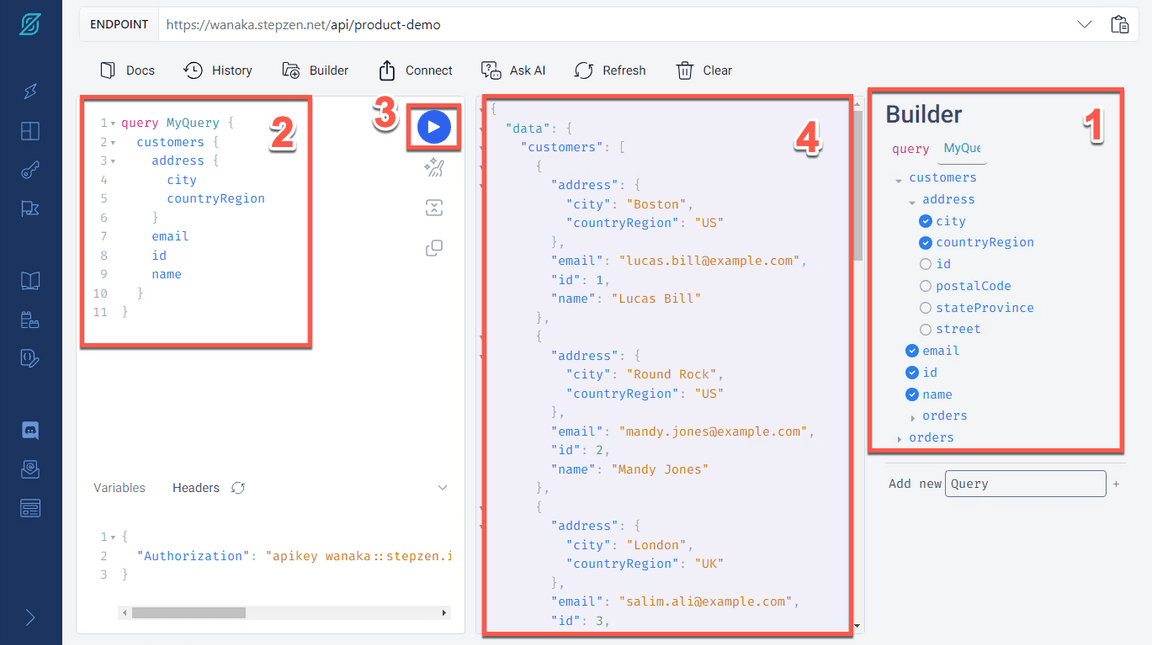 ENDPOINT https://wanaka.stepzen.net/api/product-demo
Docs History Builder Connect Ask AI Refresh Clear
2
1 query MyQuery {
2 customers {
3 address {
4 city
5 countryRegion
6 }
7 email
8 id
9 name
10 }
11 }
3
Variables Headers
1 {
2 "Authorization": "apikey wanaka::stepzen.i
3 }
4
{
"data": {
"customers": [
{
"address": {
"city": "Boston",
"countryRegion": "US"
},
"email": "lucas.bill@example.com",
"id": 1,
"name": "Lucas Bill"
},
{
"address": {
"city": "Round Rock",
"countryRegion": "US"
},
"email": "mandy.jones@example.com",
"id": 2,
"name": "Mandy Jones"
},
{
"address": {
"city": "London",
"countryRegion": "UK"
},
"email": "salim.ali@example.com",
"id": 3,
1
Builder
query MyQue
customers
address
city
countryRegion
id
postalCode
stateProvince
street
email
id
name
orders
orders
Add new Query +